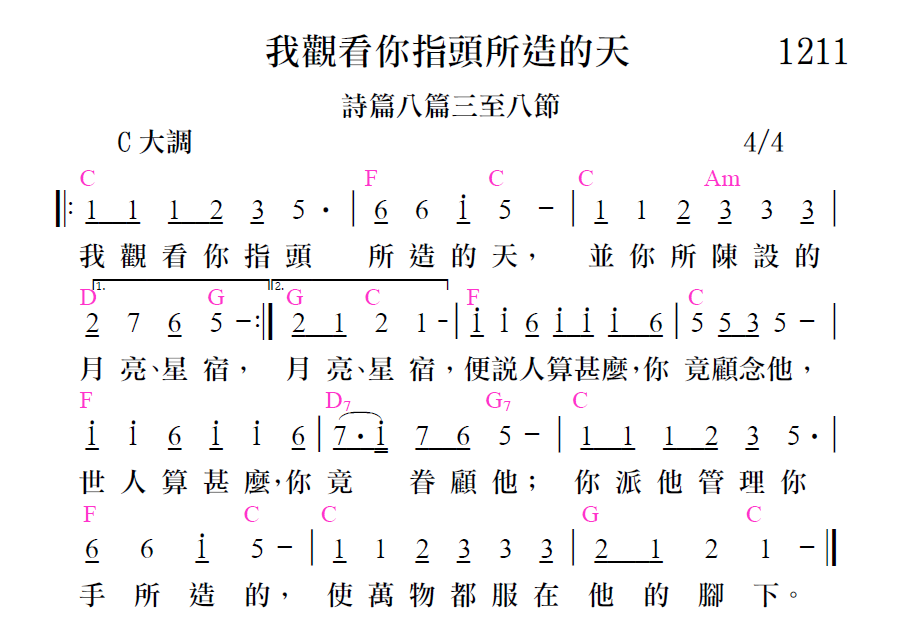 我觀看你指頭所造的天 1211
詩篇八篇三至八節
C 大調 4/4
C F C C Am
‖: 1 1 1 2 3 5 · | 6 6 i 5 － | 1 1 2 3 3 3 |
我觀看你指頭 所造的天， 並你所陳設的
1. 2.
D G G C F C
2 7 6 5 －:‖ 2 1 2 1 - | i i 6 i i i 6 | 5 5 3 5 － |
月亮、星宿， 月亮、星宿，便説人算甚麼，你竟顧念他，
F D7 G7 C
i i 6 i i 6 | 7 · i 7 6 5 － | 1 1 1 2 3 5 ·
世人算甚麼，你竟 眷顧他； 你派他管理你
F C C G C
6 6 i 5 － | 1 1 2 3 3 3 | 2 1 2 1 － ‖
手所造的， 使萬物都服在他的腳下。